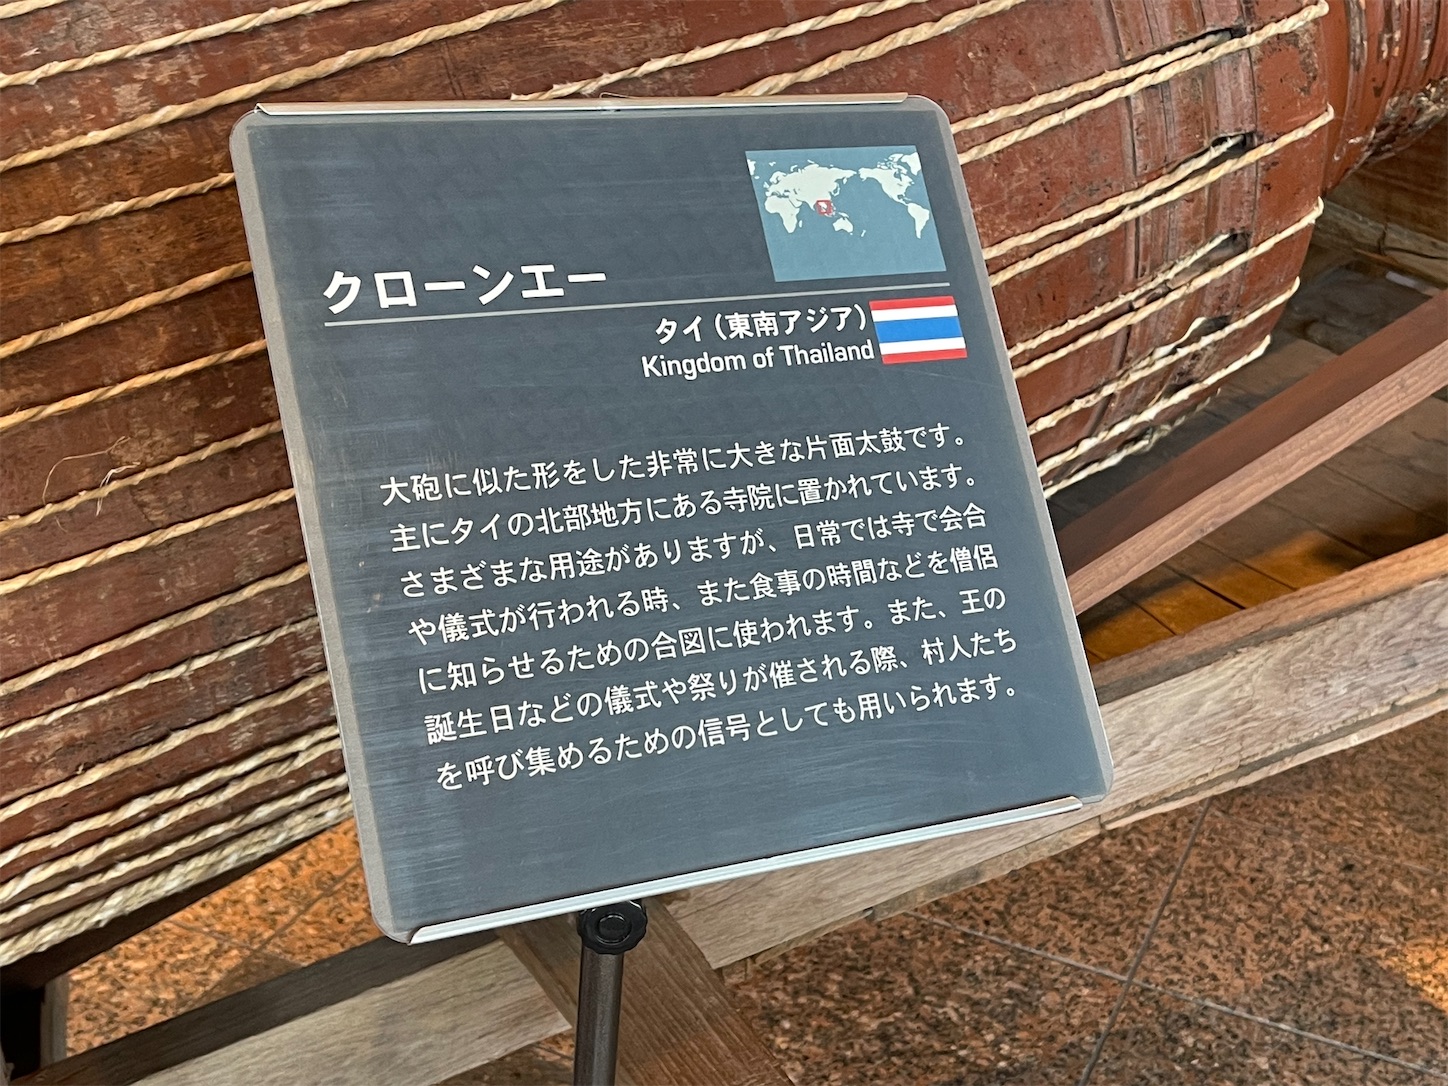 クローンエー
タイ（東南アジア）
Kingdom of Thailand
大砲に似た形をした非常に大きな片面太鼓です。
主にタイの北部地方にある寺院に置かれています。
さまざまな用途がありますが、日常では寺で会合
や儀式が行われる時、また食事の時間などを僧侶
に知らせるための合図に使われます。また、王の
誕生日などの儀式や祭りが催される際、村人たち
を呼び集めるための信号としても用いられます。